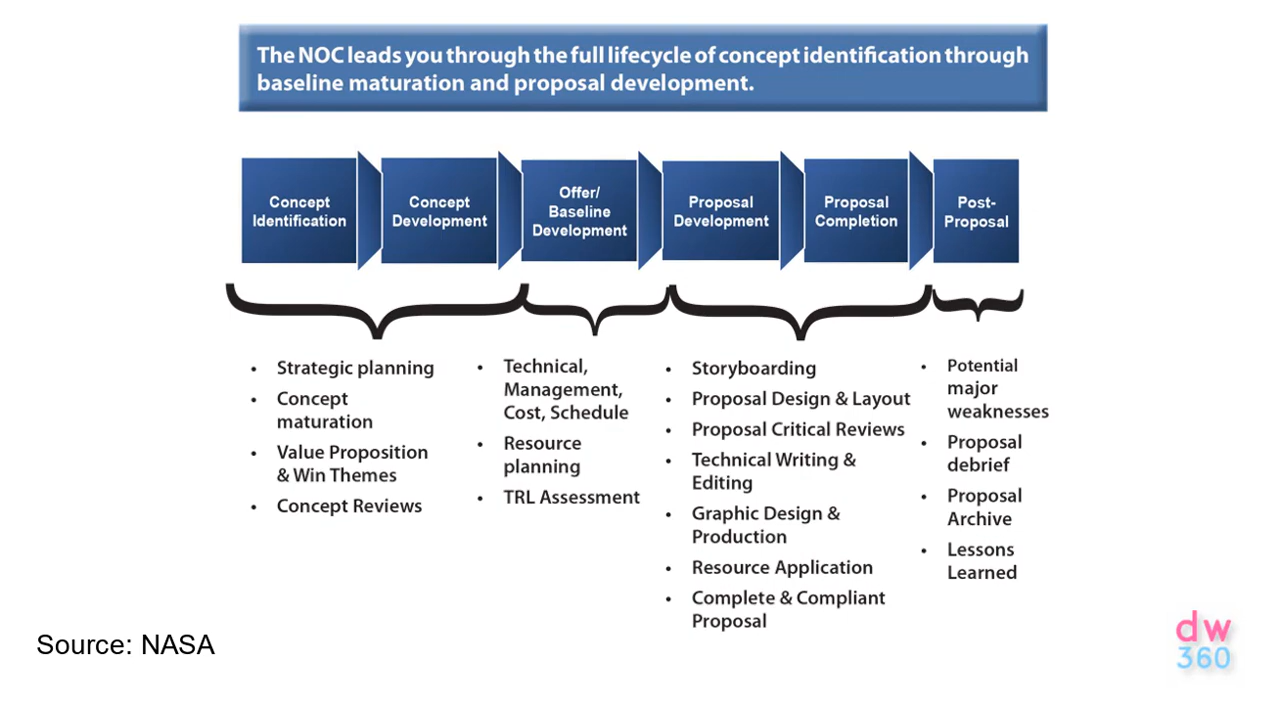 The NOC leads you through the full lifecycle of concept identification through
baseline maturation and proposal development.
Concept
Identification
Concept
Development
Offer/
Baseline
Development
Proposal
Development
Proposal
Completion
Post-
Proposal
• Strategic planning
• Concept
maturation
• Value Proposition
& Win Themes
• Concept Reviews
• Technical,
Management,
Cost, Schedule
• Resource
planning
• TRL Assessment
• Storyboarding
• Proposal Design & Layout
• Proposal Critical Reviews
• Technical Writing &
Editing
• Graphic Design &
Production
• Resource Application
• Complete & Compliant
Proposal
• Potential
major
weaknesses
• Proposal
debrief
• Proposal
Archive
• Lessons
Learned
Source: NASA
dw
360